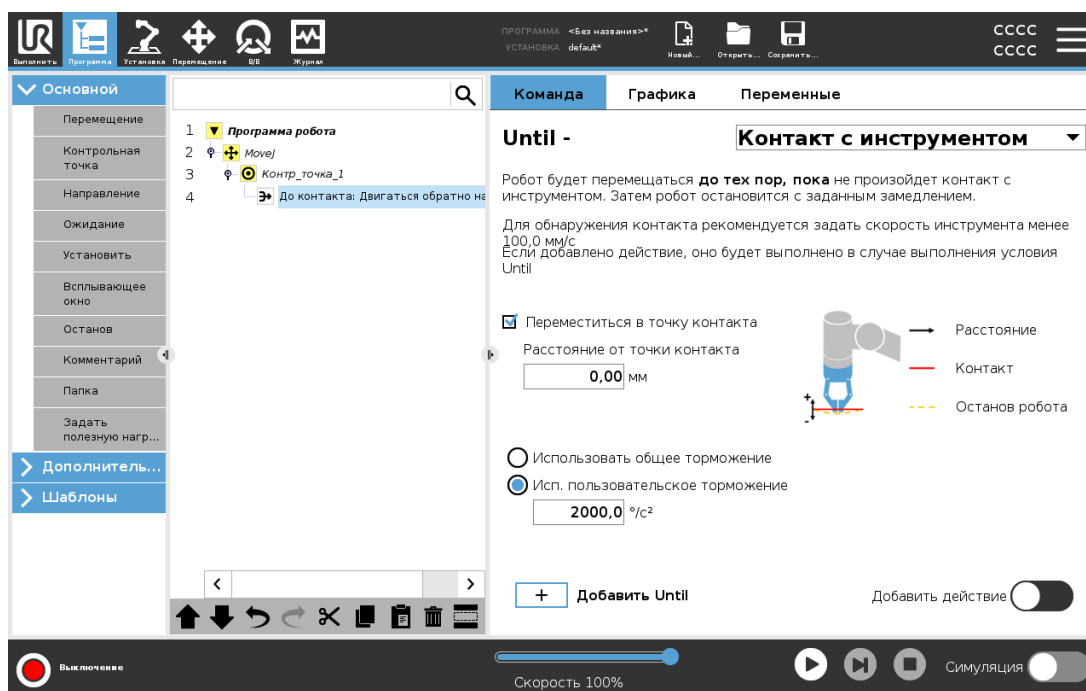 ПРОГРАММА <Без названия>*
УСТАНОВКА default*
CCCC
CCCC
Выполнить Программа Установка Перемещение В/В Журнал
Новый... Открыть... Сохранить...
Основной
Перемещение
Контрольная
точка
Направление
Ожидание
Установить
Всплывающее
окно
Останов
Комментарий
Папка
Задать
полезную нагр...
Дополнитель...
Шаблоны
1 Программа робота
2 MoveJ
3 Контр_точка_1
4 До контакта: Двигаться обратно на
Команда Графика Переменные
Until - Контакт с инструментом
Робот будет перемещаться до тех пор, пока не произойдет контакт с
инструментом. Затем робот остановится с заданным замедлением.
Для обнаружения контакта рекомендуется задать скорость инструмента менее
100,0 мм/с
Если добавлено действие, оно будет выполнено в случае выполнения условия
Until
Переместиться в точку контакта
Расстояние от точки контакта
0,00 мм
+
-
Расстояние
Контакт
Останов робота
Использовать общее торможение
Исп. пользовательское торможение
2000,0 °/с²
+ Добавить Until
Добавить действие
Выключение
Скорость 100%
Симуляция